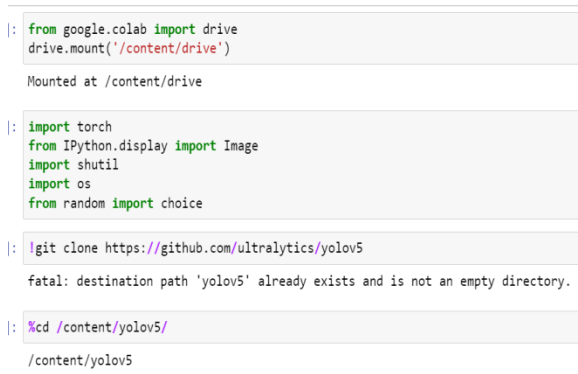 ]: from google.colab import drive
drive.mount('/content/drive')
Mounted at /content/drive
]: import torch
from IPython.display import Image
import shutil
import os
from random import choice
]: !git clone https://github.com/ultralytics/yolov5
fatal: destination path 'yolov5' already exists and is not an empty directory.
]: %cd /content/yolov5/
/content/yolov5